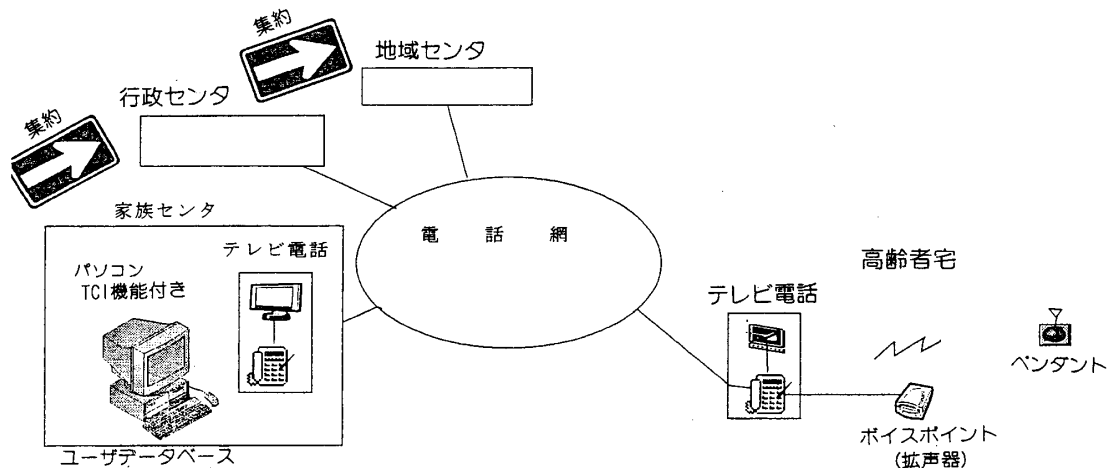 集約
地域センタ
集約
行政センタ
家族センタ
テレビ電話
パソコン
TCI機能付き
ユーザデータベース
電話網
高齢者宅
テレビ電話
ペンダント
ボイスポイント
(拡声器)